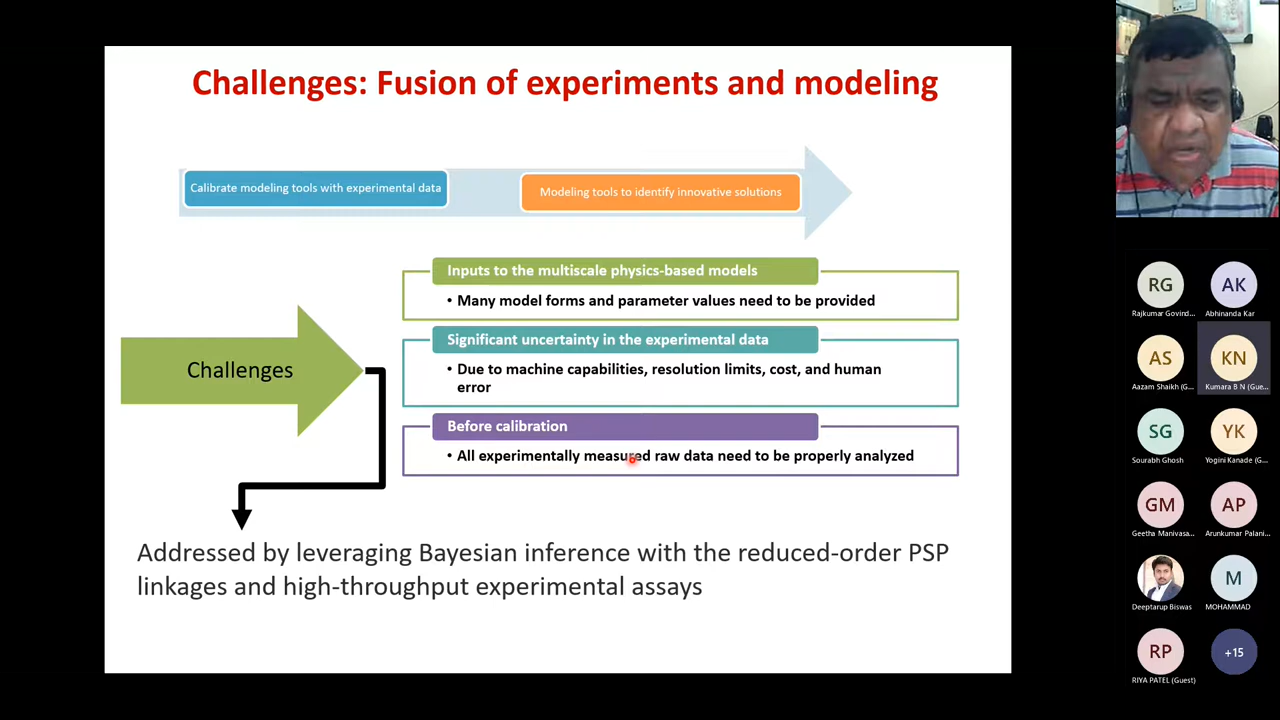 Challenges: Fusion of experiments and modeling
Calibrate modeling tools with experimental data
Modeling tools to identify innovative solutions
Inputs to the multiscale physics-based models
• Many model forms and parameter values need to be provided
Significant uncertainty in the experimental data
• Due to machine capabilities, resolution limits, cost, and human
error
Before calibration
• All experimentally measured raw data need to be properly analyzed
Challenges
Addressed by leveraging Bayesian inference with the reduced-order PSP
linkages and high-throughput experimental assays
RG
Rajkumar Govind...
AK
Abhinanda Kar
AS
Aazam Shaikh (G...
KN
Kumara B N (Gue...
SG
Sourabh Ghosh
YK
Yogini Kanade (G...
GM
Geetha Manivasa...
AP
Arunkumar Palani...
Deeptarup Biswas
M
MOHAMMAD
RP
RIYA PATEL (Guest)
+15